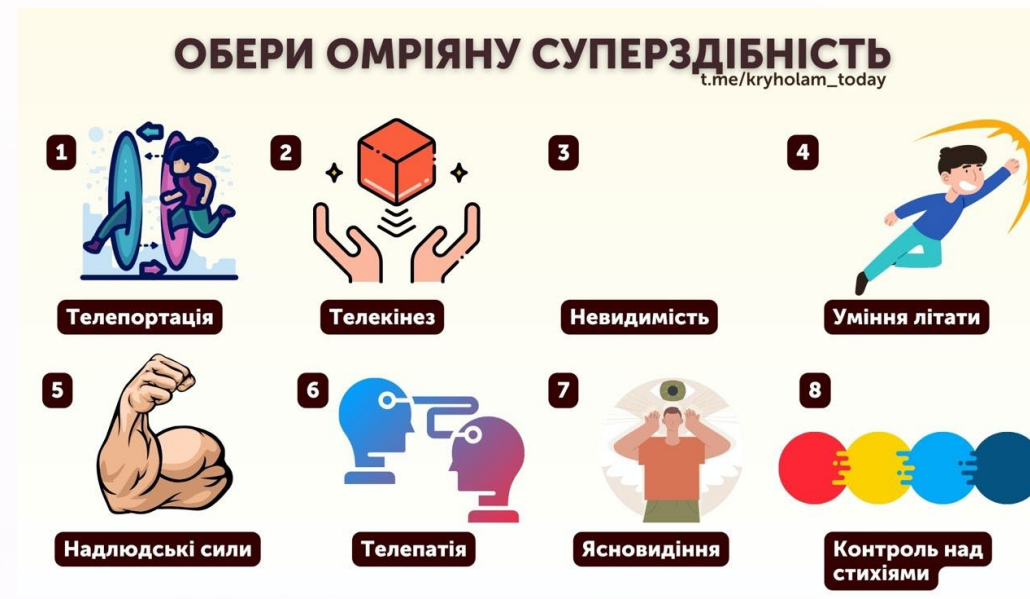 ОБЕРИ ОМРІЯНУ СУПЕРЗДІБНІСТЬ
t.me/kryholam_today
1
2
3
4
Телепортація
Телекінез
Невидимість
Уміння літати
5
6
7
8
Надлюдські сили
Телепатія
Ясновидіння
Контроль над
стихіями